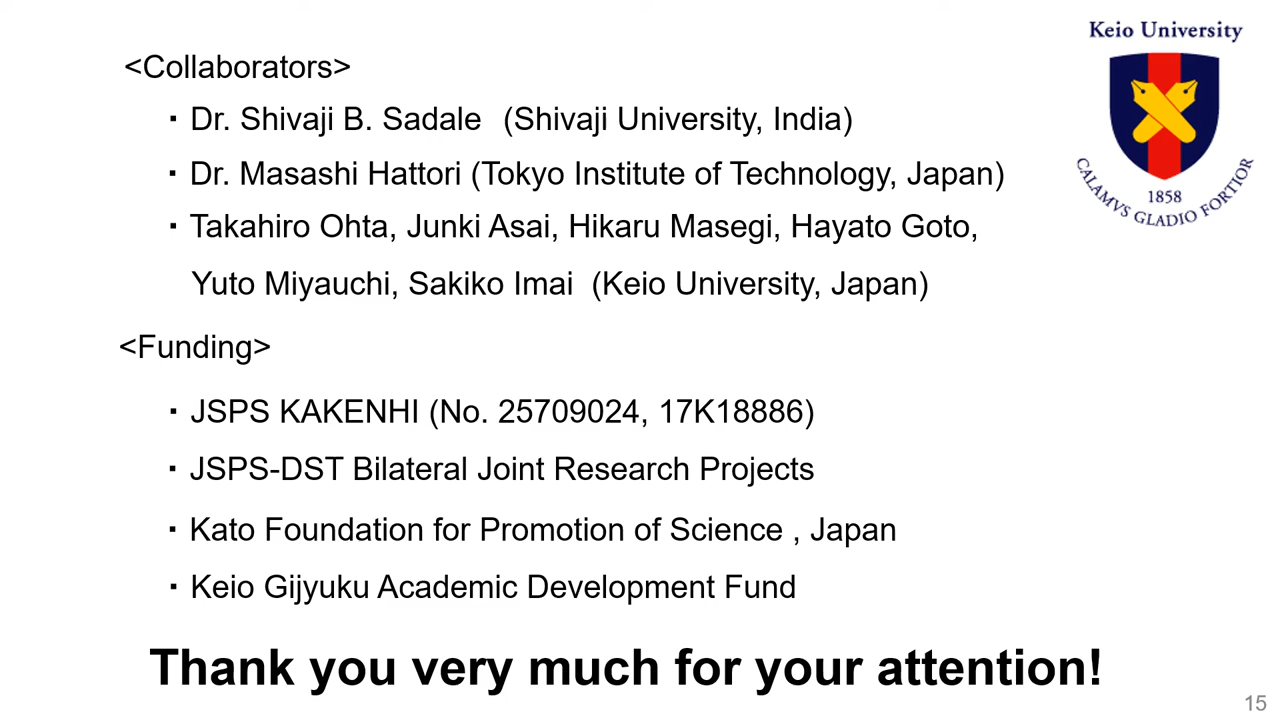 Keio University
<Collaborators>
・Dr. Shivaji B. Sadale (Shivaji University, India)
・Dr. Masashi Hattori (Tokyo Institute of Technology, Japan)
・Takahiro Ohta, Junki Asai, Hikaru Masegi, Hayato Goto,
Yuto Miyauchi, Sakiko Imai (Keio University, Japan)
1858
CALAMVS GLADIO FORTIOR
<Funding>
・JSPS KAKENHI (No. 25709024, 17K18886)
・JSPS-DST Bilateral Joint Research Projects
・Kato Foundation for Promotion of Science , Japan
・Keio Gijyuku Academic Development Fund
Thank you very much for your attention!
15